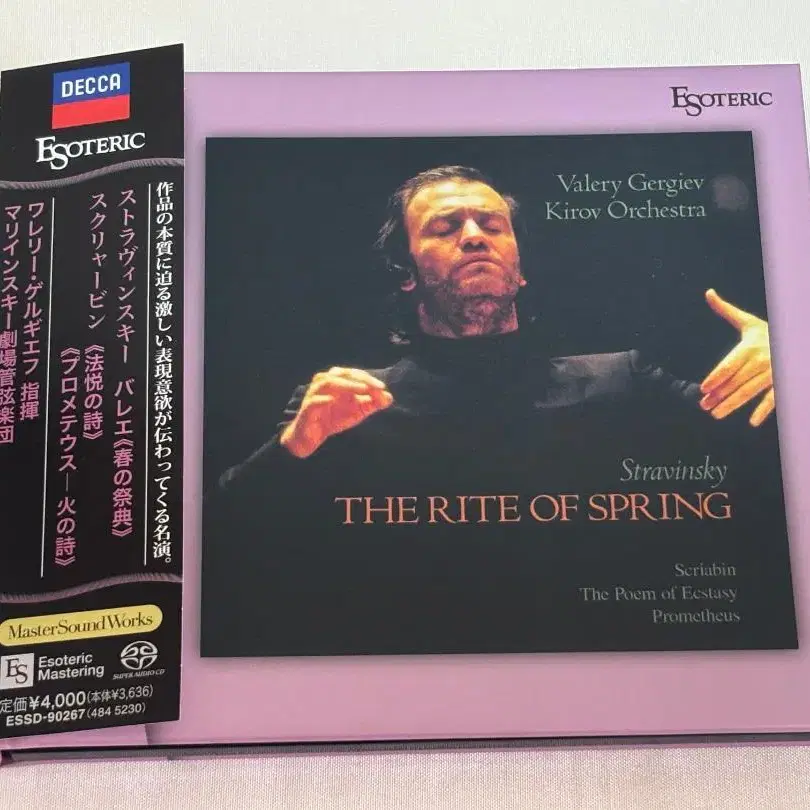 DECCA
ESOTERIC
作品の本質に迫る激しい表現意欲が伝わってくる名演。
ストラヴィンスキー バレエ《春の祭典》
スクリャービン 《法悦の詩》
《プロメテウス―火の詩》
ワレリー・ゲルギエフ 指揮
マリインスキー劇場管弦楽団
MasterSoundWorks
ES
Esoteric
Mastering
SUPER AUDIO CD
定価¥4,000(本体¥3,636)
ESSD-90267(484 5230)
ESOTERIC
Valery Gergiev
Kirov Orchestra
Stravinsky
THE RITE OF SPRING
Scriabin
The Poem of Ecstasy
Prometheus